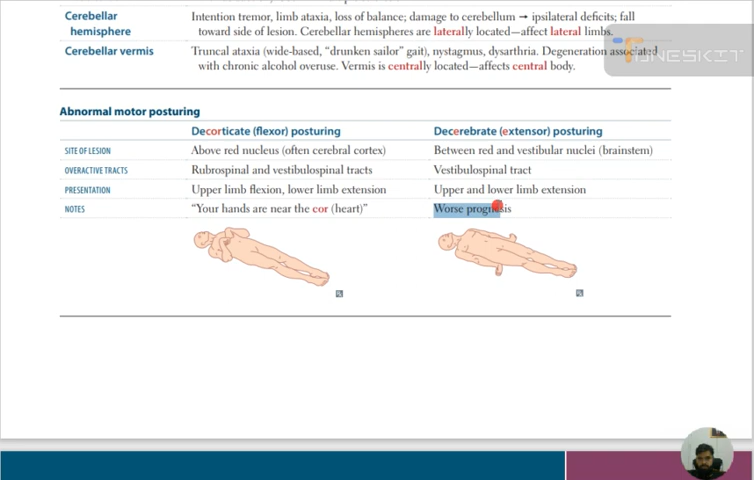 Cerebellar hemisphere
Intention tremor, limb ataxia, loss of balance; damage to cerebellum → ipsilateral deficits; fall
toward side of lesion. Cerebellar hemispheres are laterally located—affect lateral limbs.
Cerebellar vermis
Truncal ataxia (wide-based, “drunken sailor” gait), nystagmus, dysarthria. Degeneration associated
with chronic alcohol overuse. Vermis is centrally located—affects central body.
TUNESKIT
Abnormal motor posturing
Decorticate (flexor) posturing
Decerebrate (extensor) posturing
SITE OF LESION
Above red nucleus (often cerebral cortex)
Between red and vestibular nuclei (brainstem)
OVERACTIVE TRACTS
Rubrospinal and vestibulospinal tracts
Vestibulospinal tract
PRESENTATION
Upper limb flexion, lower limb extension
Upper and lower limb extension
NOTES
“Your hands are near the cor (heart)”
Worse prognosis